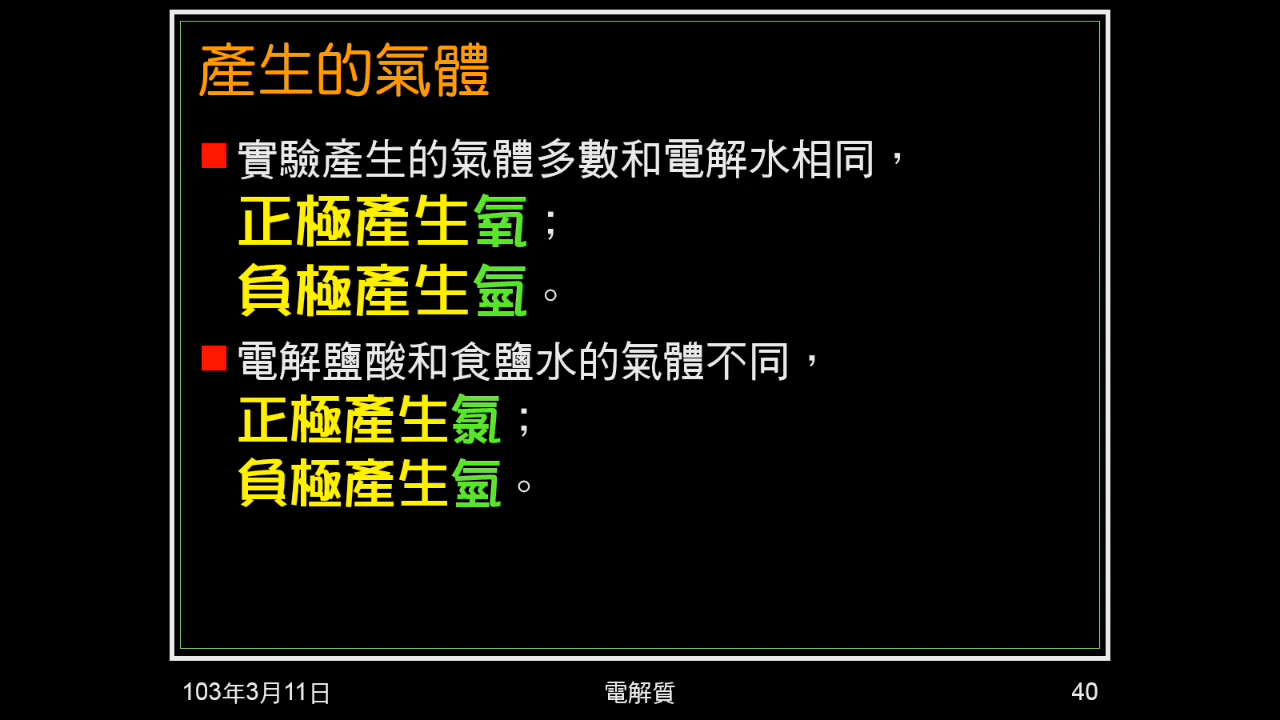 產生的氣體
實驗產生的氣體多數和電解水相同，
正極產生氧；
負極產生氫。
電解鹽酸和食鹽水的氣體不同，
正極產生氯；
負極產生氫。
103年3月11日
電解質
40